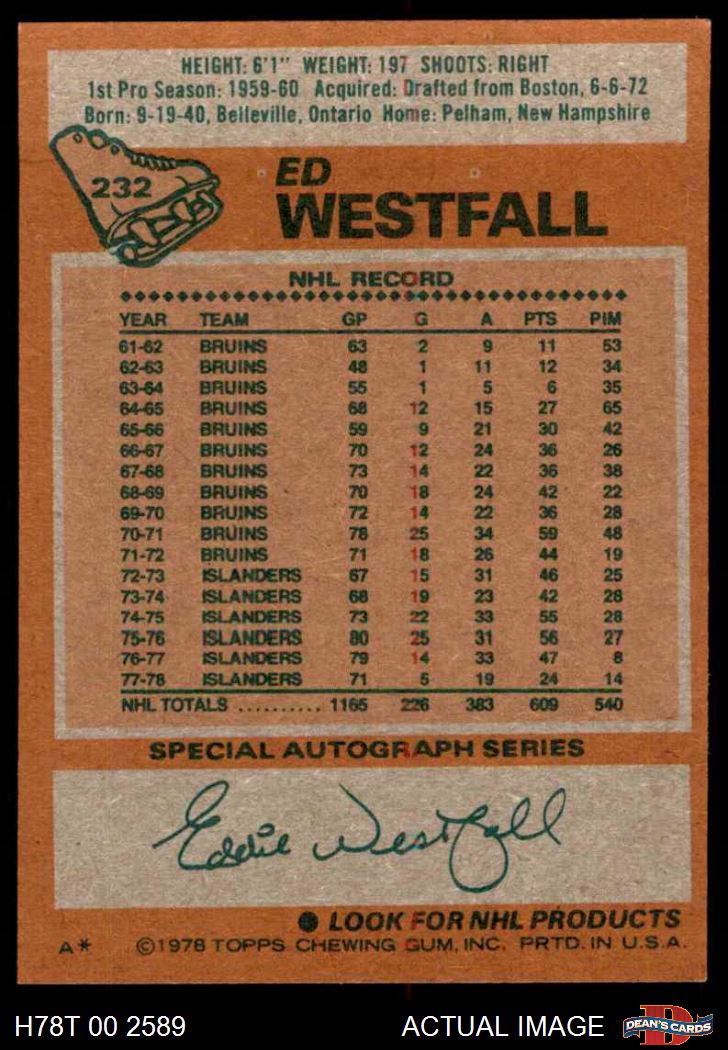 HEIGHT: 6'1" WEIGHT: 197 SHOOTS: RIGHT
1st Pro Season: 1959-60 Acquired: Drafted from Boston, 6-6-72
Born: 9-19-40, Belleville, Ontario Home: Pelham, New Hampshire
232
ED
WESTFALL
NHL RECORD
YEAR TEAM GP G A PTS PIM
61-62 BRUINS 63 2 9 11 53
62-63 BRUINS 48 1 11 12 34
63-64 BRUINS 55 1 5 6 35
64-65 BRUINS 68 12 15 27 65
65-66 BRUINS 59 9 21 30 42
66-67 BRUINS 70 12 24 36 26
67-68 BRUINS 73 14 22 36 38
68-69 BRUINS 70 18 24 42 22
69-70 BRUINS 72 14 22 36 28
70-71 BRUINS 78 25 34 59 48
71-72 BRUINS 71 18 26 44 19
72-73 ISLANDERS 67 15 31 46 25
73-74 ISLANDERS 68 19 23 42 28
74-75 ISLANDERS 73 22 33 55 28
75-76 ISLANDERS 80 25 31 56 27
76-77 ISLANDERS 79 14 33 47 8
77-78 ISLANDERS 71 5 19 24 14
NHL TOTALS .......... 1165 226 383 609 540
SPECIAL AUTOGRAPH SERIES
Eddie Westfall
LOOK FOR NHL PRODUCTS
A* ©1978 TOPPS CHEWING GUM, INC. PRTD. IN U.S.A.
H78T 00 2589 ACTUAL IMAGE D DEAN'S CARDS